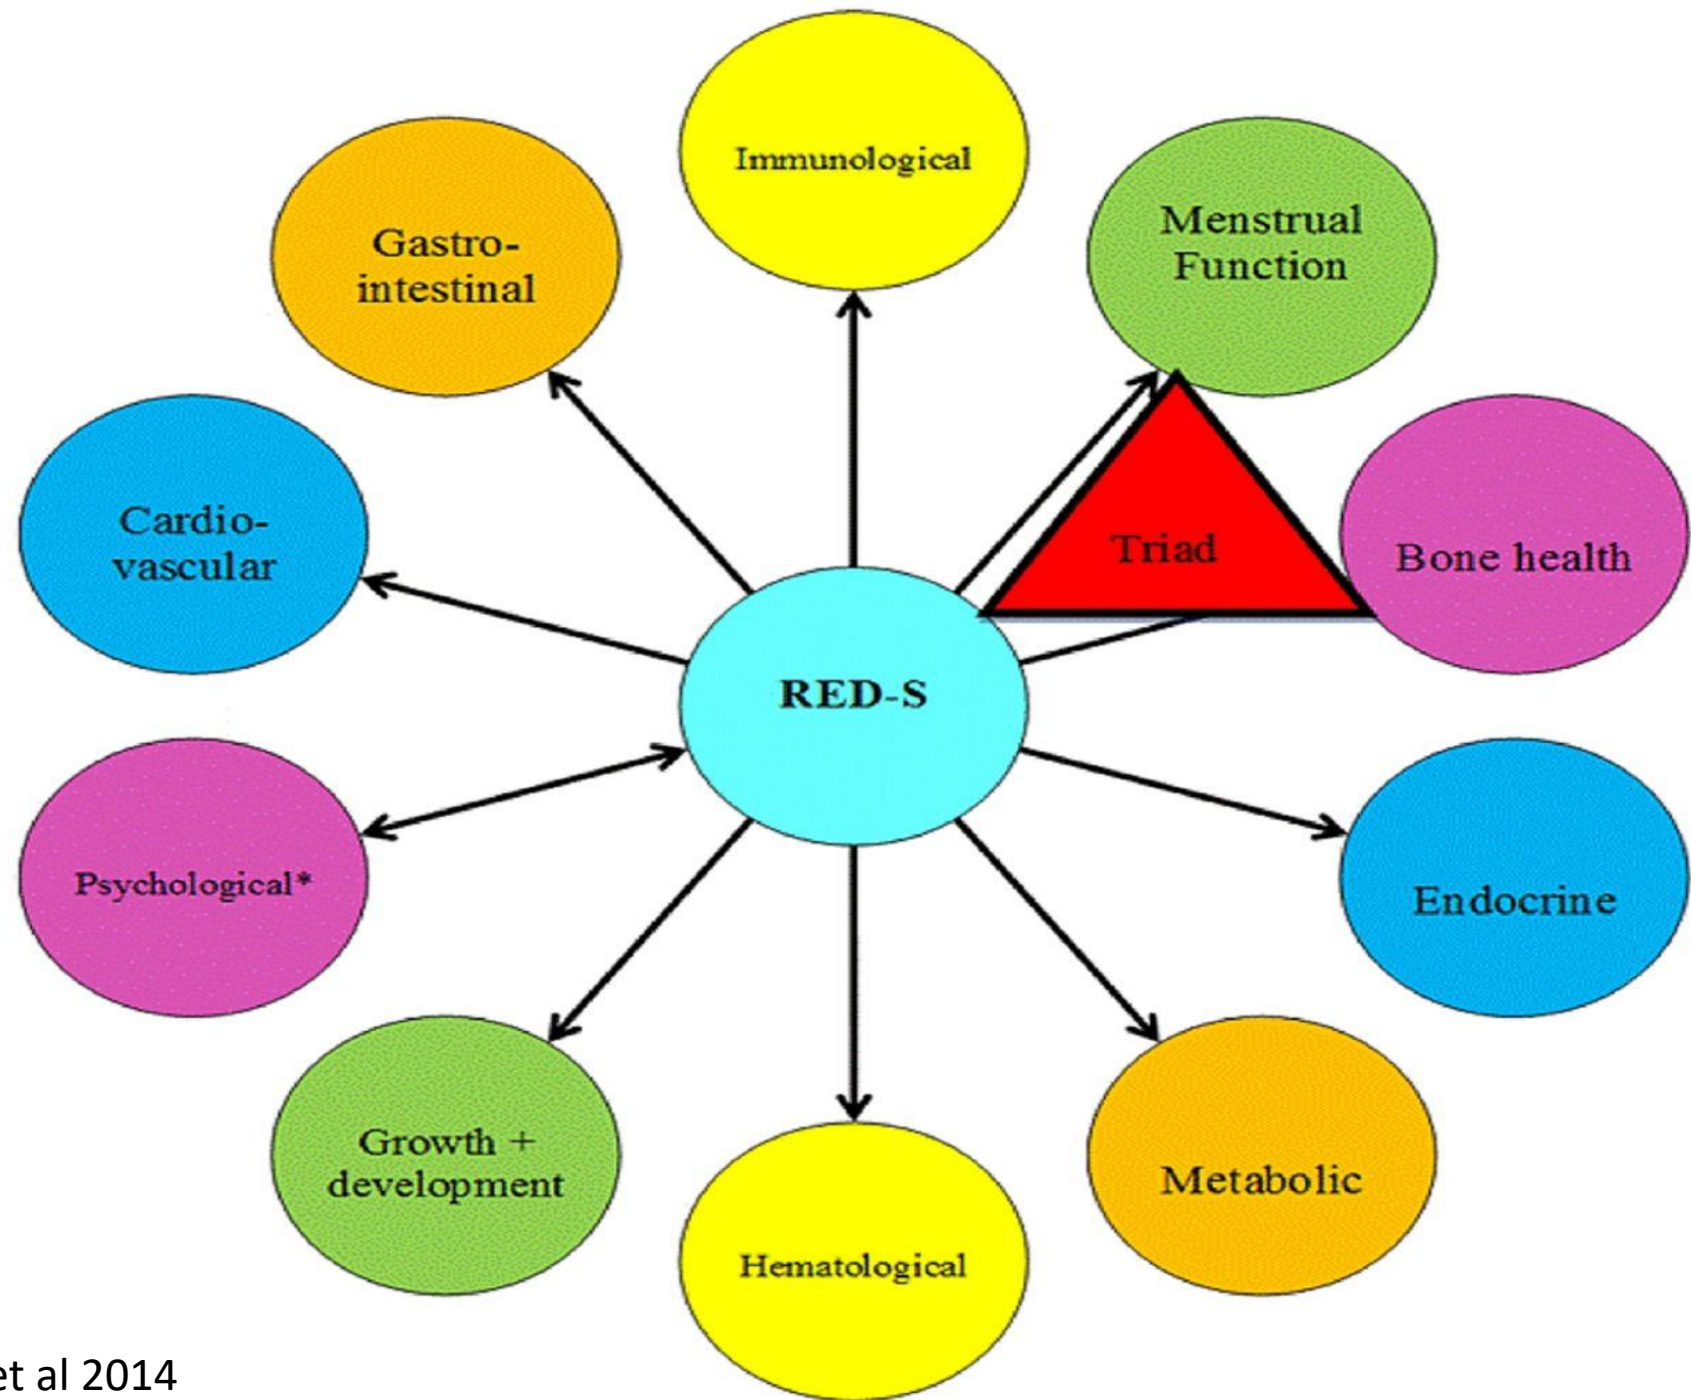 Immunological
Gastro-
intestinal
Menstrual
Function
Cardio-
vascular
Triad
Bone health
RED-S
Psychological*
Endocrine
Growth +
development
Metabolic
Hematological
et al 2014